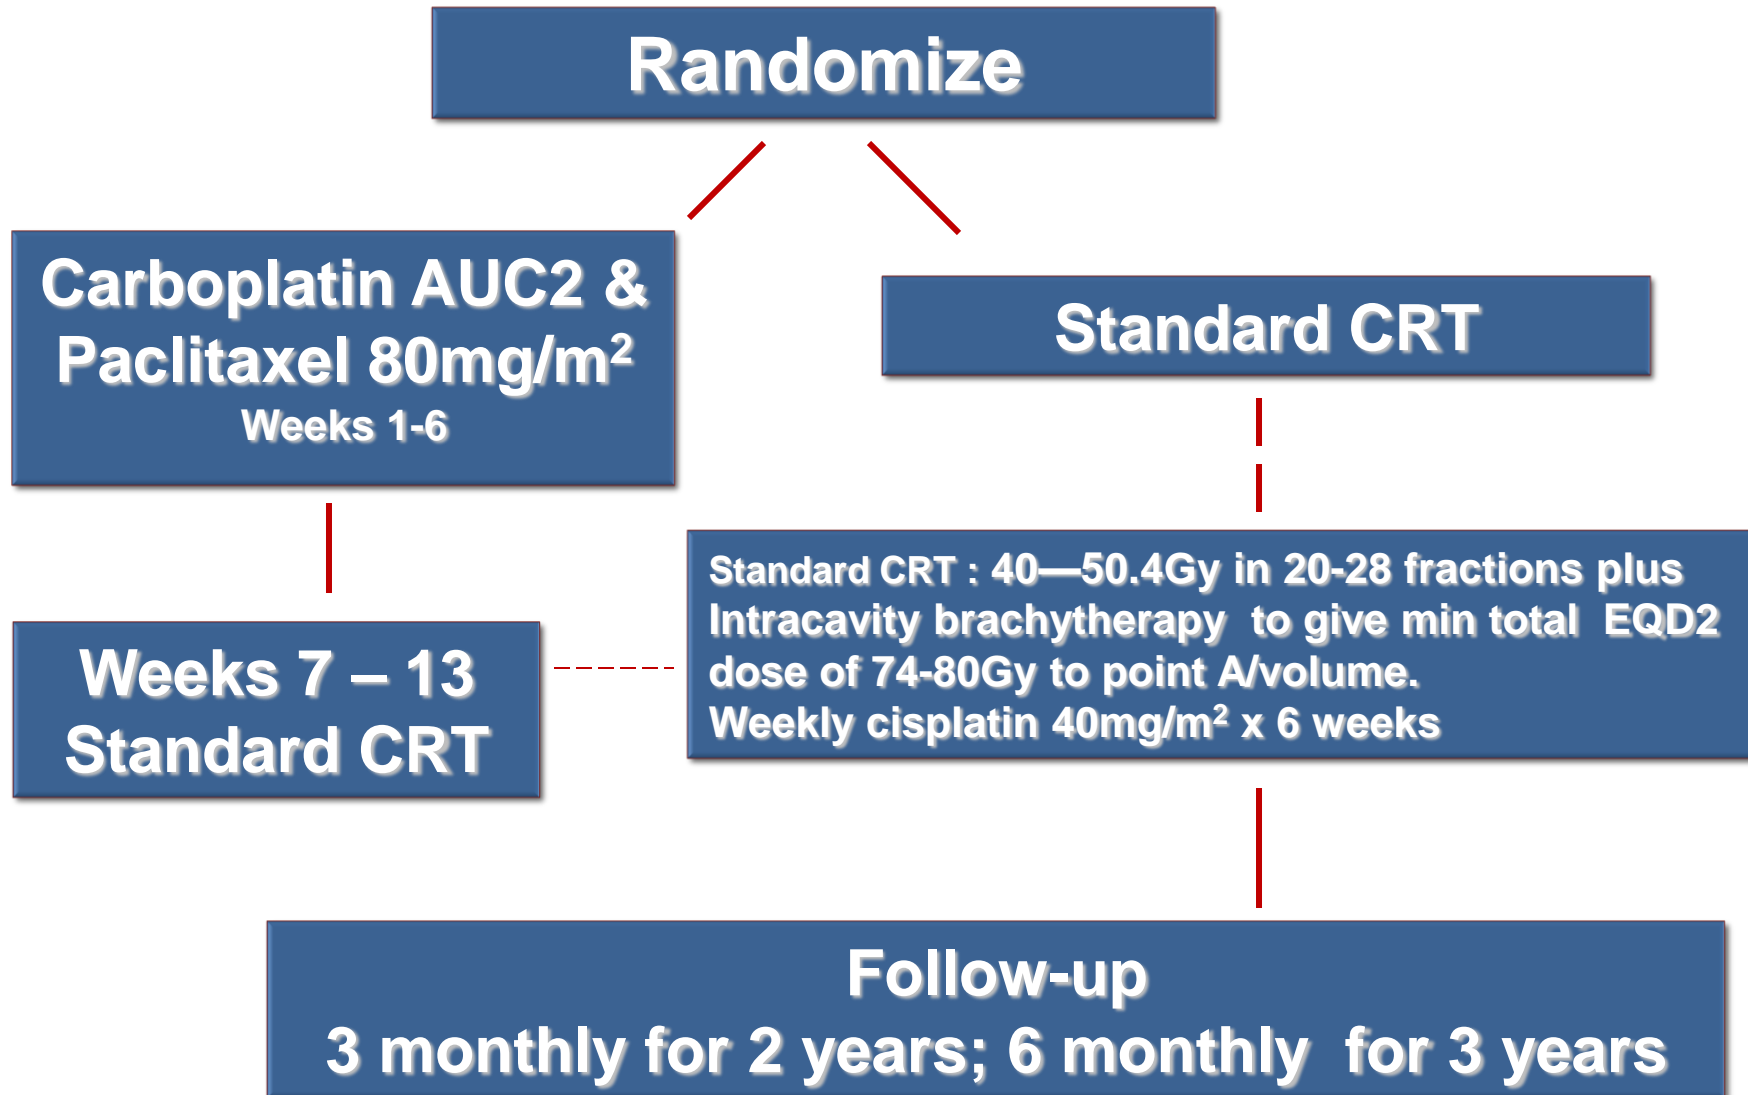 Randomize
Carboplatin AUC2 &
Paclitaxel 80mg/m²
Weeks 1-6
Standard CRT
Standard CRT : 40—50.4Gy in 20-28 fractions plus
Intracavity brachytherapy to give min total EQD2
dose of 74-80Gy to point A/volume.
Weekly cisplatin 40mg/m² x 6 weeks
Weeks 7 – 13
Standard CRT
Follow-up
3 monthly for 2 years; 6 monthly for 3 years